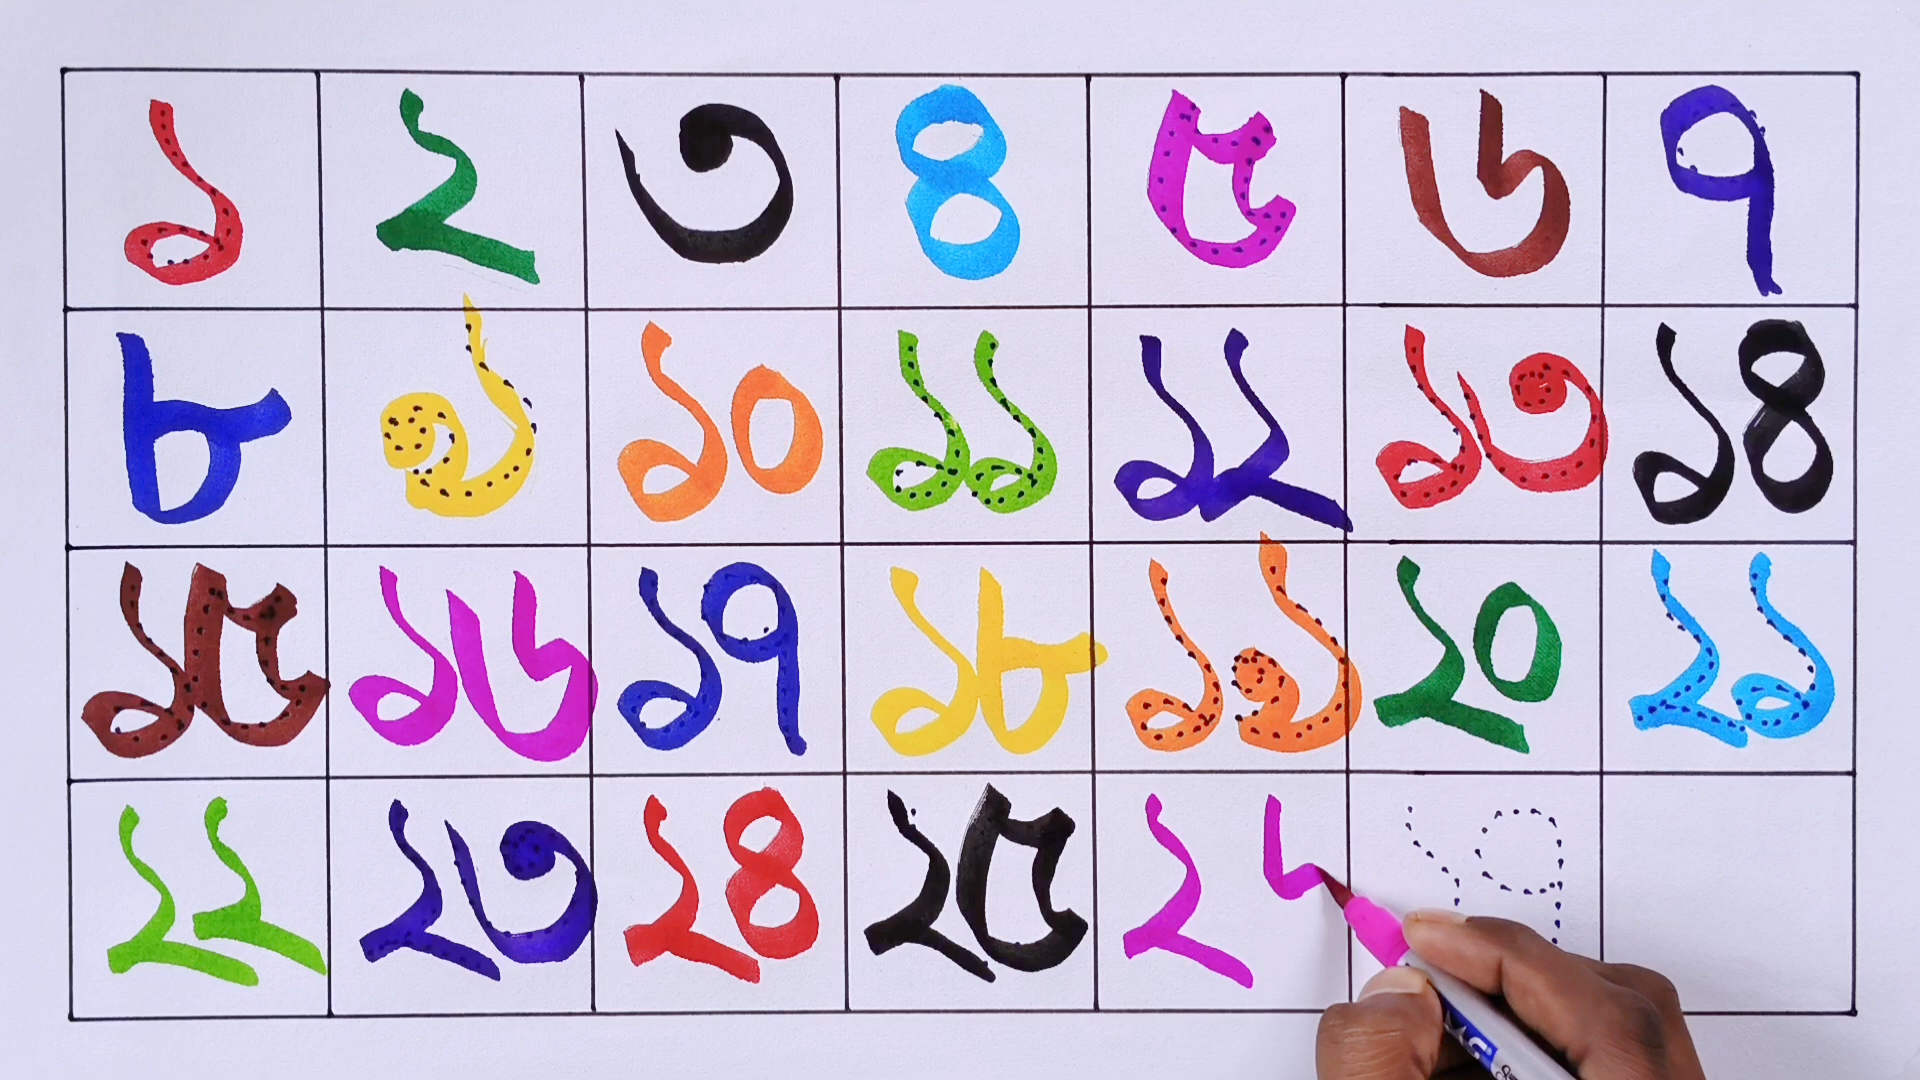 ১ ২ ৩ ৪ ৫ ৬ ৭
৮ ৯ ১০ ১১ ১২ ১৩ ১৪
১৫ ১৬ ১৭ ১৮ ১৯ ২০ ২১
২২ ২৩ ২৪ ২৫ ২ ২৭